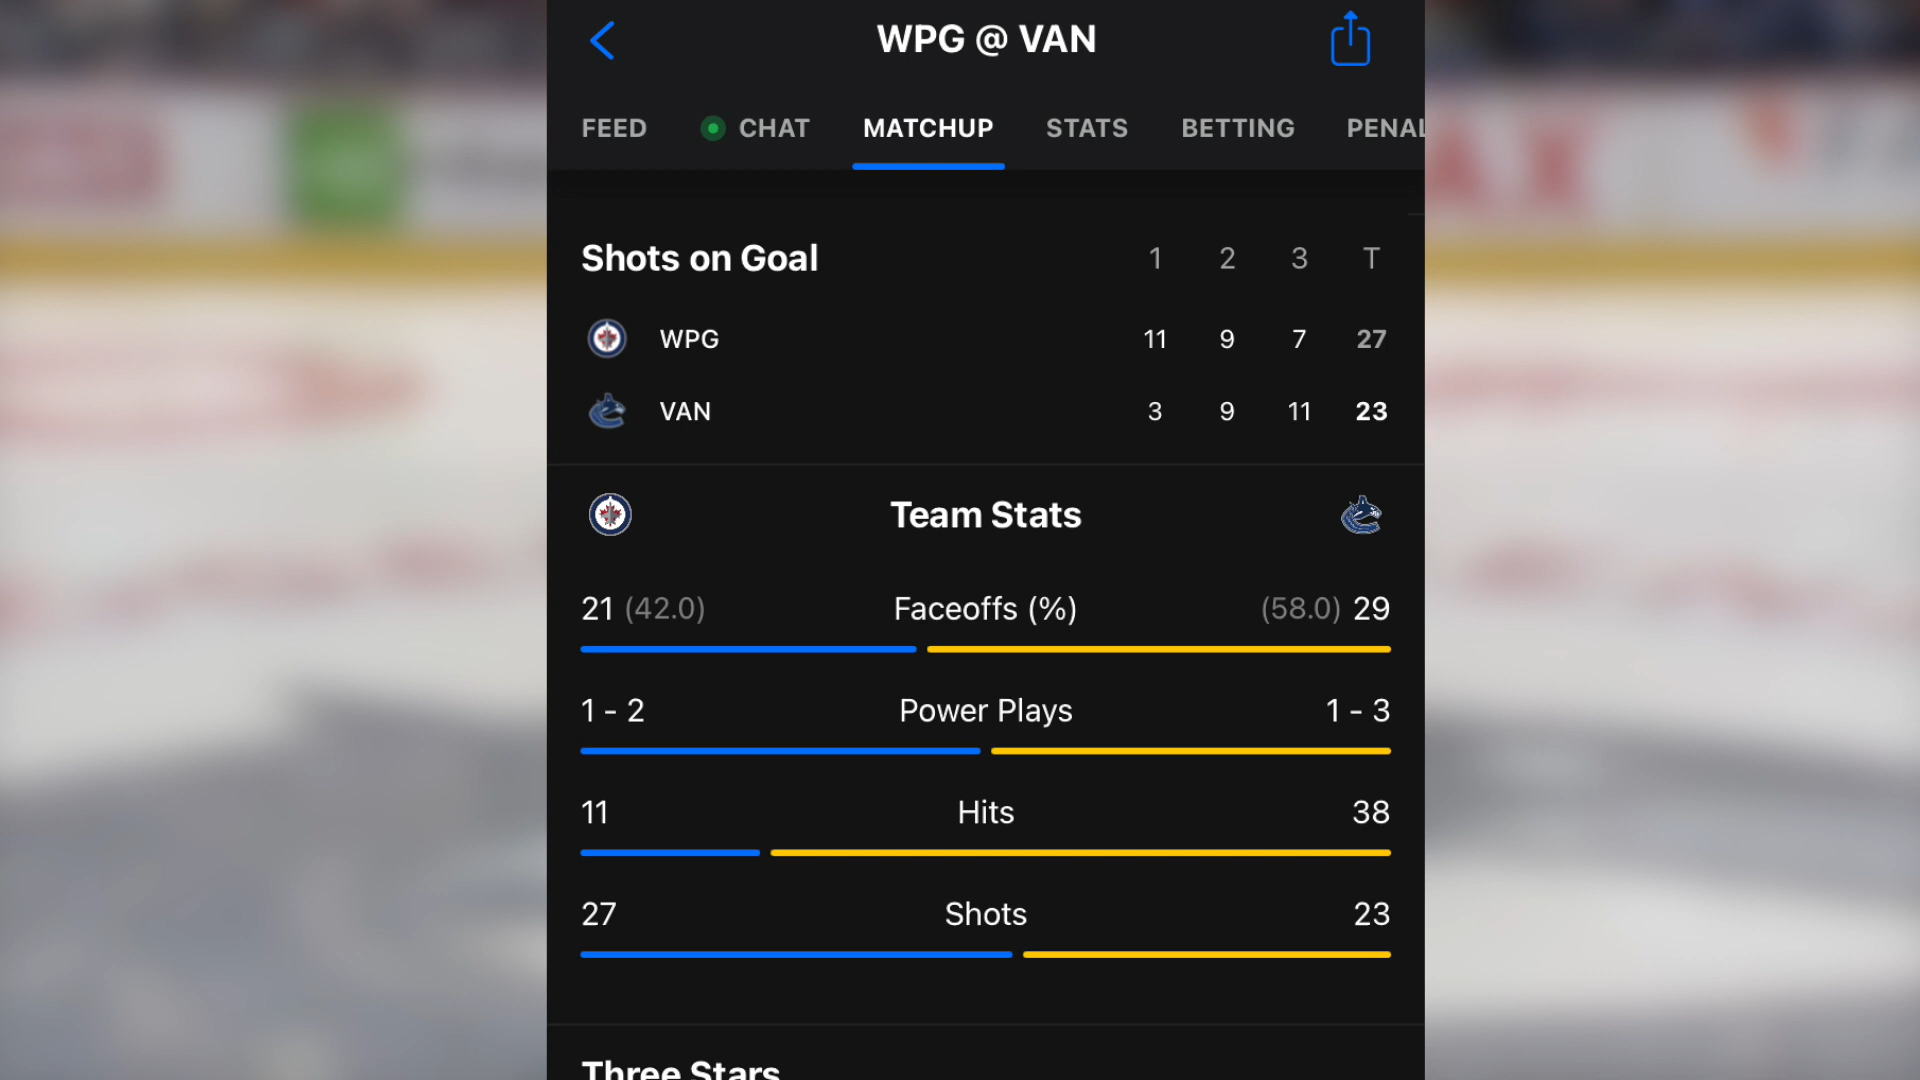 WPG @ VAN
FEED CHAT MATCHUP STATS BETTING PENAL
Shots on Goal 1 2 3 T
WPG 11 9 7 27
VAN 3 9 11 23
Team Stats
21 (42.0) Faceoffs (%) (58.0) 29
1 - 2 Power Plays 1 - 3
11 Hits 38
27 Shots 23
Three Stars